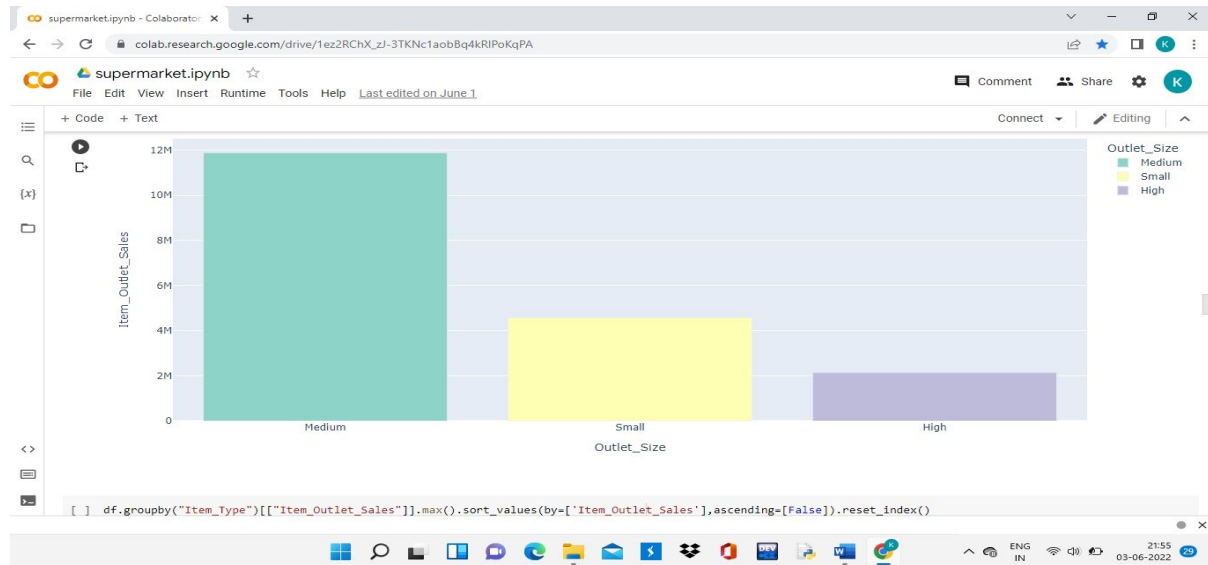 supermarket.ipynb - Colaborator
colab.research.google.com/drive/1ez2RChX_zJ-3TKNc1aobBq4kRIPoKqPA
supermarket.ipynb
Comment Share K
File Edit View Insert Runtime Tools Help Last edited on June 1
+ Code + Text Connect Editing
{x}
Item_Outlet_Sales
12M
10M
8M
6M
4M
2M
0
Medium Small High
Outlet_Size
Outlet_Size
Medium
Small
High
[ ] df.groupby("Item_Type")[["Item_Outlet_Sales"]].max().sort_values(by=['Item_Outlet_Sales'],ascending=[False]).reset_index()
ENG
IN
21:55
03-06-2022
29